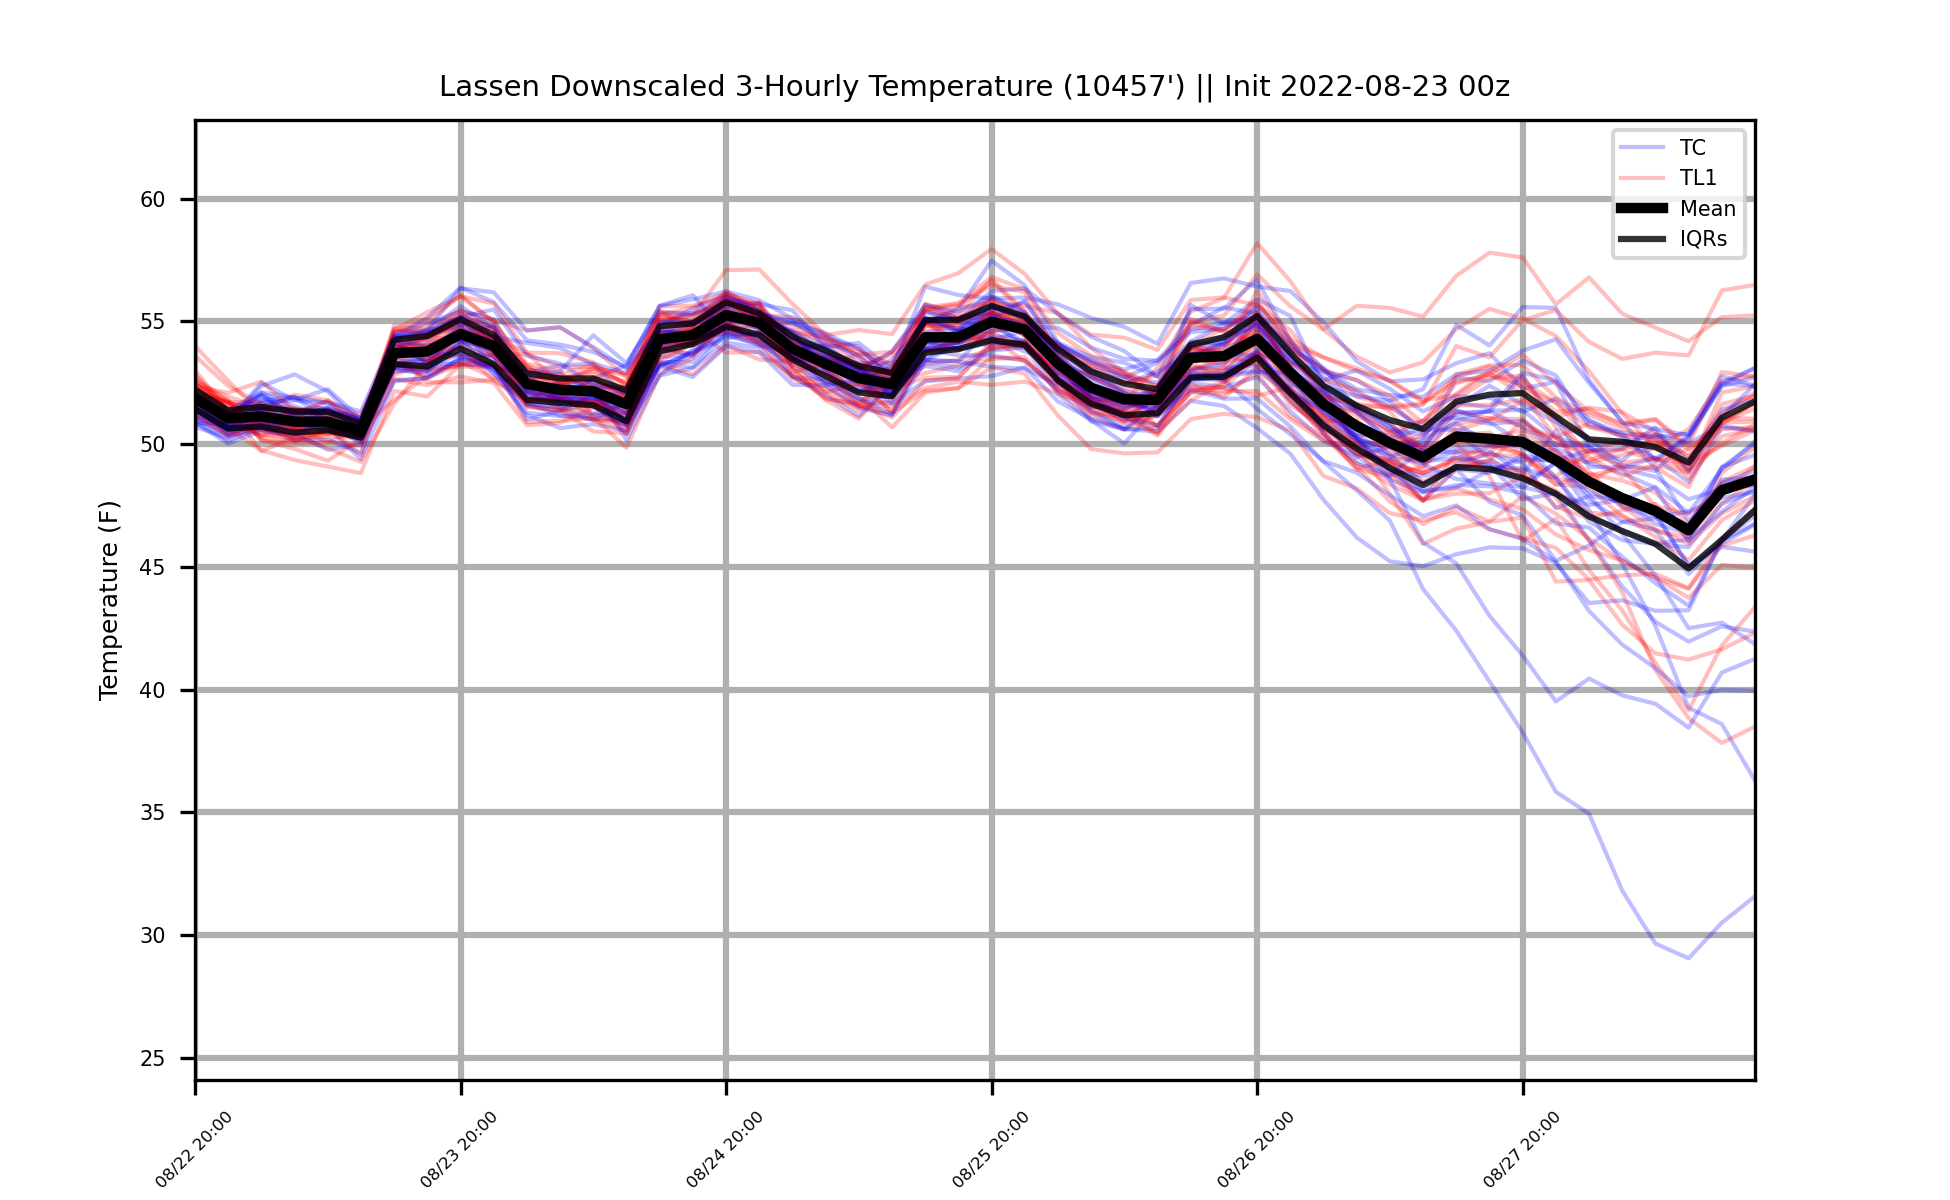 Lassen Downscaled 3-Hourly Temperature (10457') || Init 2022-08-23 00z
TC
TL1
Mean
IQRs
Temperature (F)
60
55
50
45
40
35
30
25
08/22 20:00
08/23 20:00
08/24 20:00
08/25 20:00
08/26 20:00
08/27 20:00